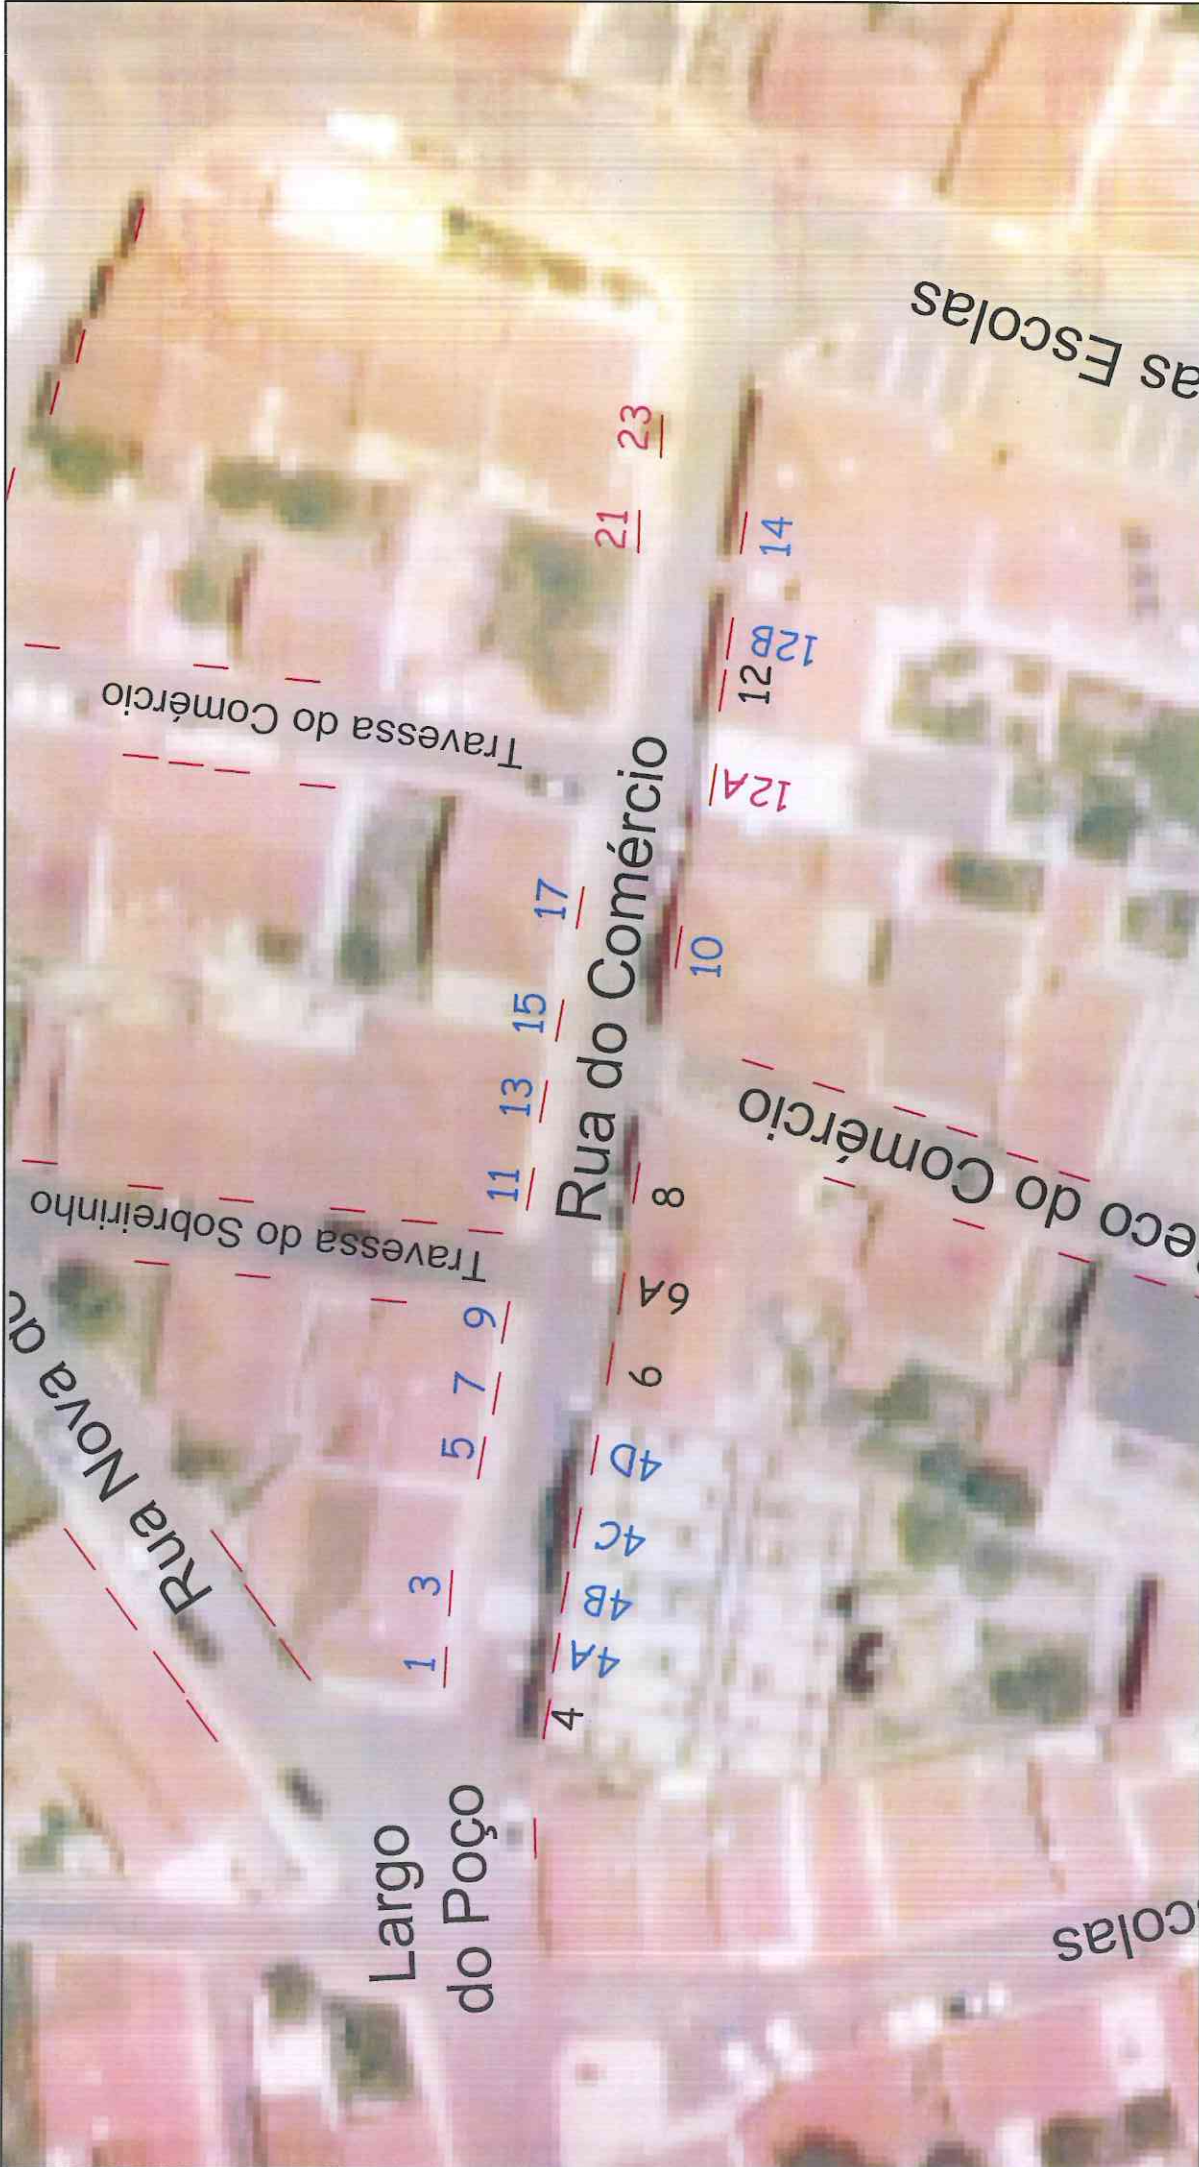 as Escolas
23
21
14
12B
12
12A
Travessa do Comércio
Rua do Comércio
17
15
13
11
10
8
Travessa do Sobreirinho
eco do Comércio
9
7
5
3
1
6A
6
4D
4C
4B
4A
4
Rua Nova
Largo
do Poço
colas